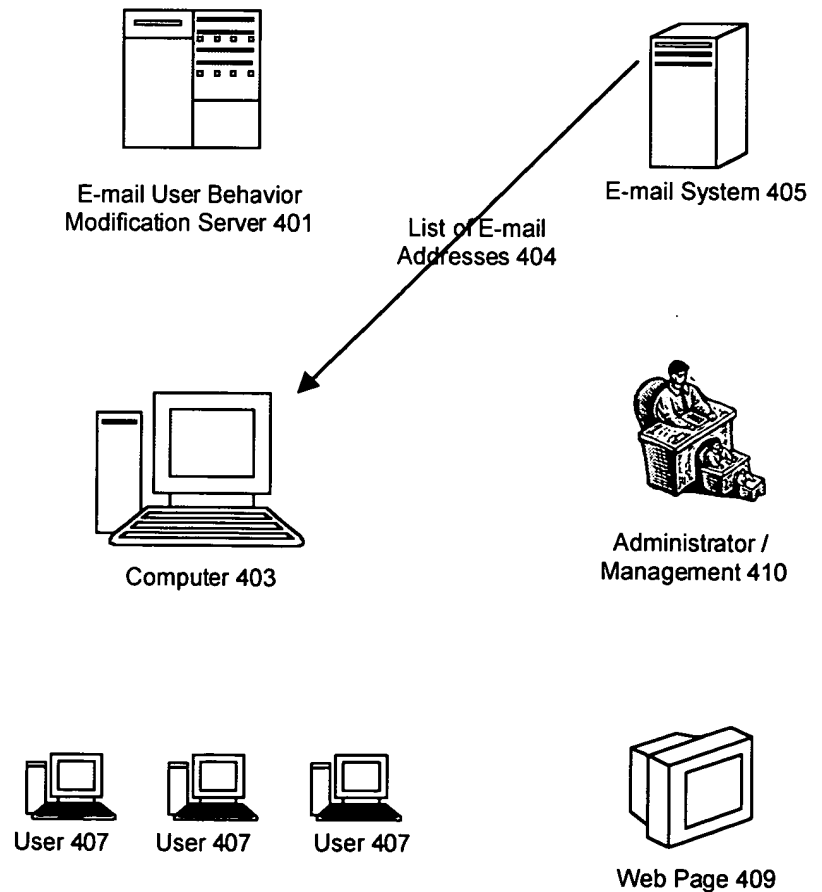 E-mail User Behavior
Modification Server 401
E-mail System 405
List of E-mail
Addresses 404
Computer 403
Administrator /
Management 410
User 407
User 407
User 407
Web Page 409